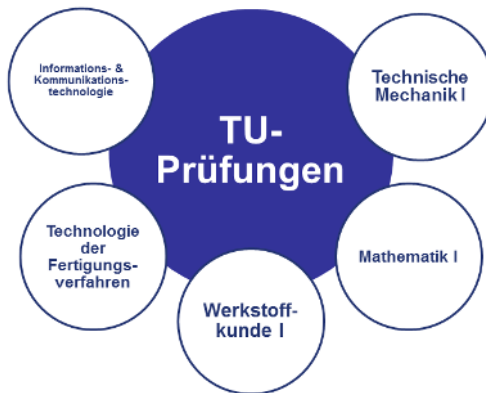 Informations- &
Kommunikations-
technologie
Technische
Mechanik I
TU-
Prüfungen
Technologie
der
Fertigungs-
verfahren
Mathematik I
Werkstoff-
kunde I